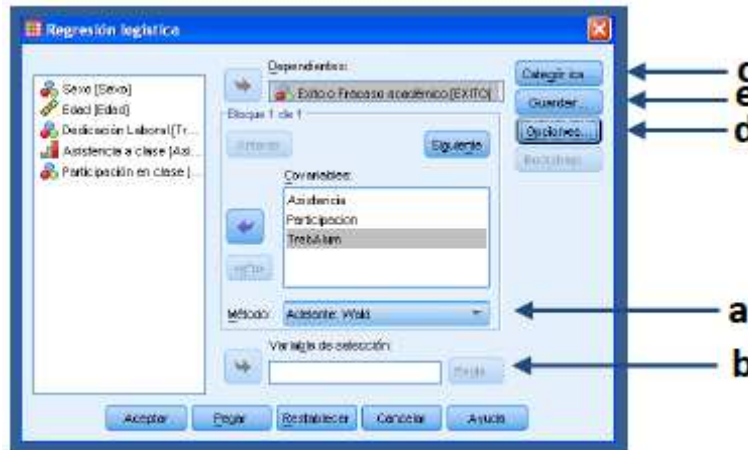 Regresión logística
Dependientes:
Éxito o Fracaso académico [EXITO]
Bloque 1 de 1
Anterior
Siguiente
Covariables:
Asistencia
Participacion
TrebAlum
>a*b>
Método:
Adelante: Wald
Variable de selección:
Regla...
Sexo [Sexo]
Edad [Edad]
Dedicación Laboral [Tr...
Asistencia a clase [Asi...
Participación en clase [...
Categórica...
Guardar...
Opciones...
Bootstrap...
c
e
d
a
b
Aceptar
Pegar
Restablecer
Cancelar
Ayuda